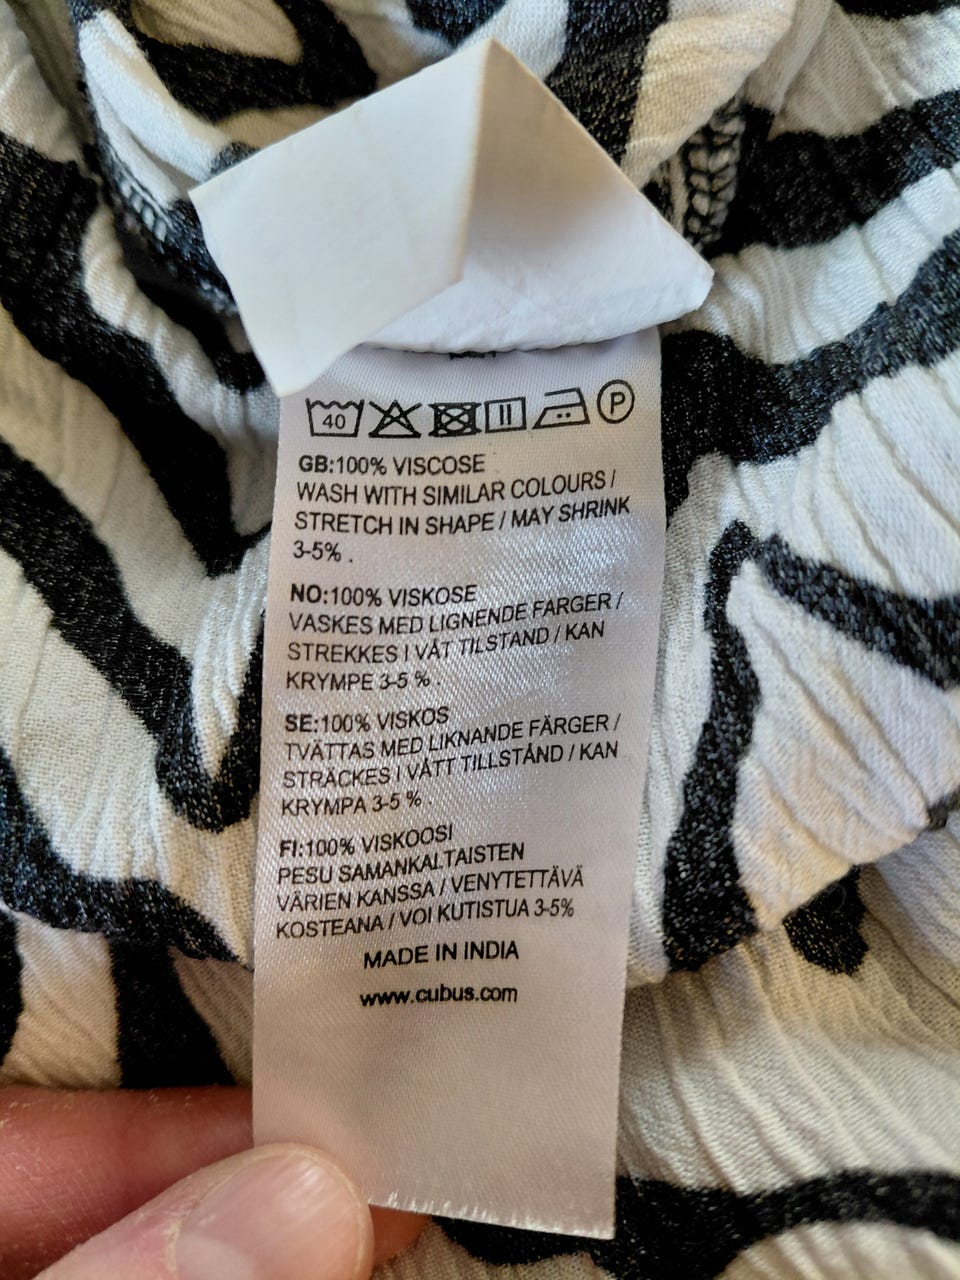 40
P
GB:100% VISCOSE
WASH WITH SIMILAR COLOURS /
STRETCH IN SHAPE / MAY SHRINK
3-5% .
NO:100% VISKOSE
VASKES MED LIGNENDE FARGER /
STREKKES I VÅT TILSTAND / KAN
KRYMPE 3-5 % .
SE:100% VISKOS
TVÄTTAS MED LIKNANDE FÄRGER /
STRÄCKES I VÅTT TILLSTÅND / KAN
KRYMPA 3-5 % .
FI:100% VISKOOSI
PESU SAMANKALTAISTEN
VÄRIEN KANSSA / VENYTETTÄVÄ
KOSTEANA / VOI KUTISTUA 3-5%
MADE IN INDIA
www.cubus.com